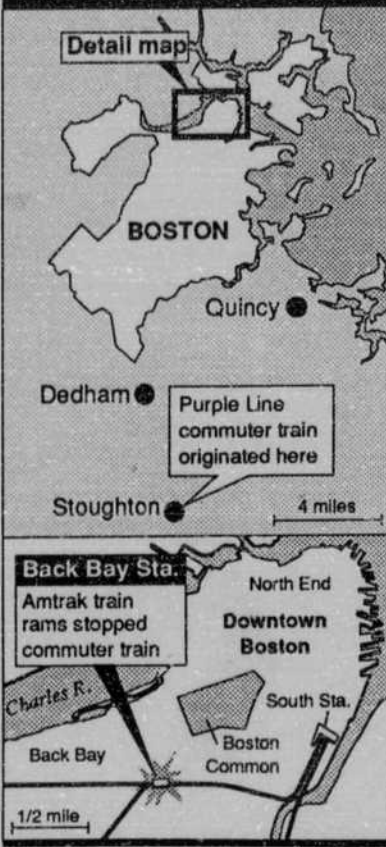 Detail map
BOSTON
Quincy
Dedham
Purple Line
commuter train
originated here
Stoughton
4 miles
Back Bay Sta.
Amtrak train
rams stopped
commuter train
North End
Downtown
Boston
Charles R.
South Sta.
Boston
Common
Back Bay
1/2 mile